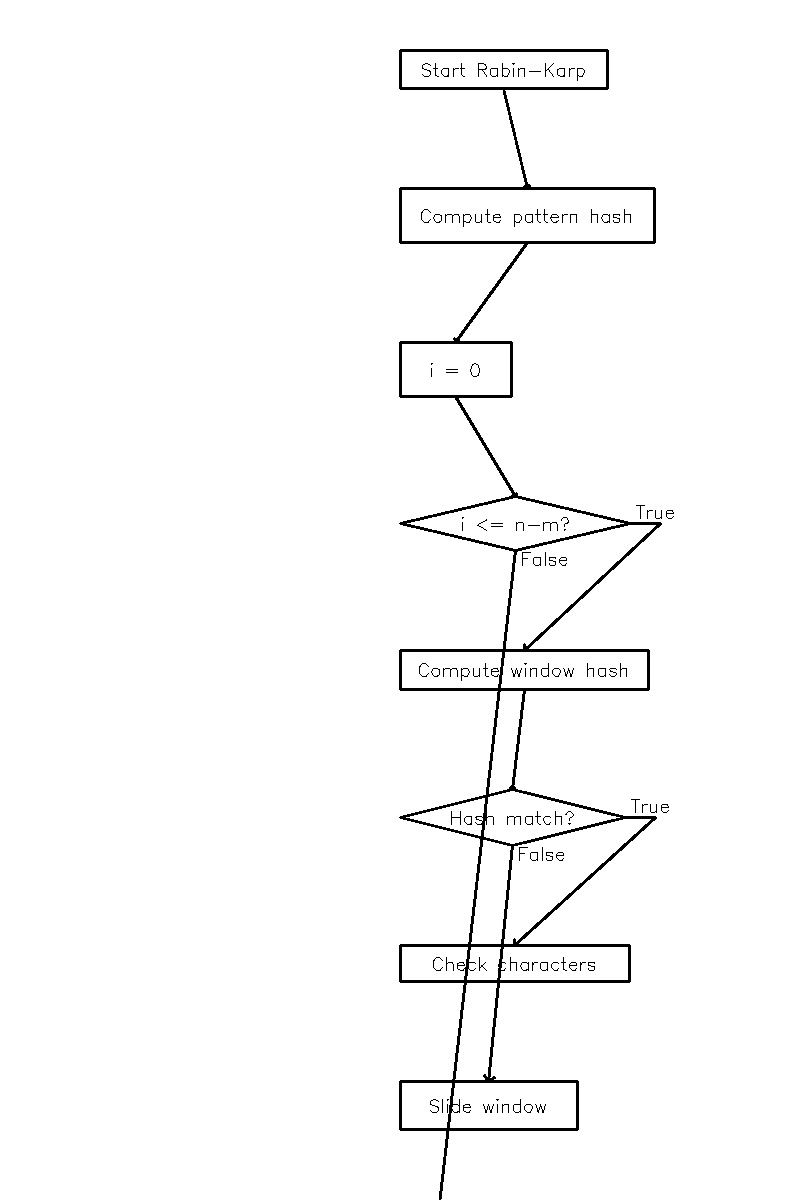 Start Rabin-Karp
Compute pattern hash
i = 0
i <= n-m?
True
False
Compute window hash
Hash match?
True
False
Check characters
Slide window